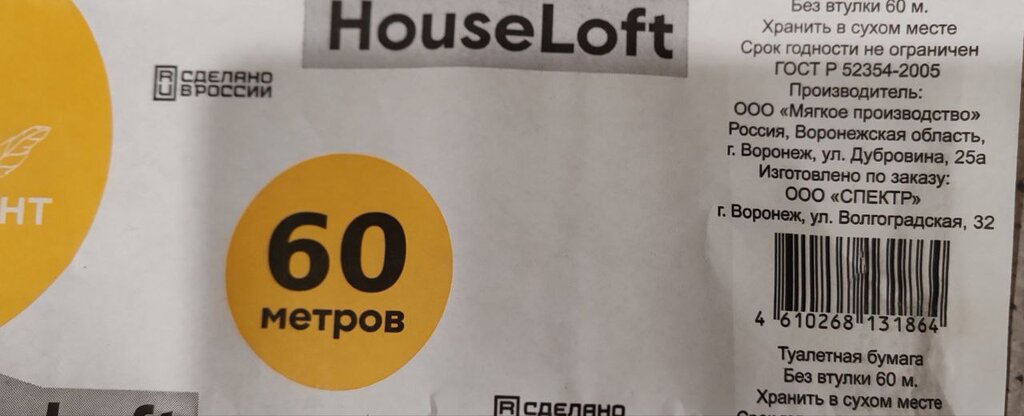 HouseLoft
RU СДЕЛАНО
В РОССИИ
НТ
60
метров
Без втулки 60 м.
Хранить в сухом месте
Срок годности не ограничен
ГОСТ Р 52354-2005
Производитель:
ООО «Мягкое производство»
Россия, Воронежская область,
г. Воронеж, ул. Дубровина, 25а
Изготовлено по заказу:
ООО «СПЕКТР»
г. Воронеж, ул. Волгоградская, 32
4 610268 131864
Туалетная бумага
Без втулки 60 м.
Хранить в сухом месте
СДЕЛАНО